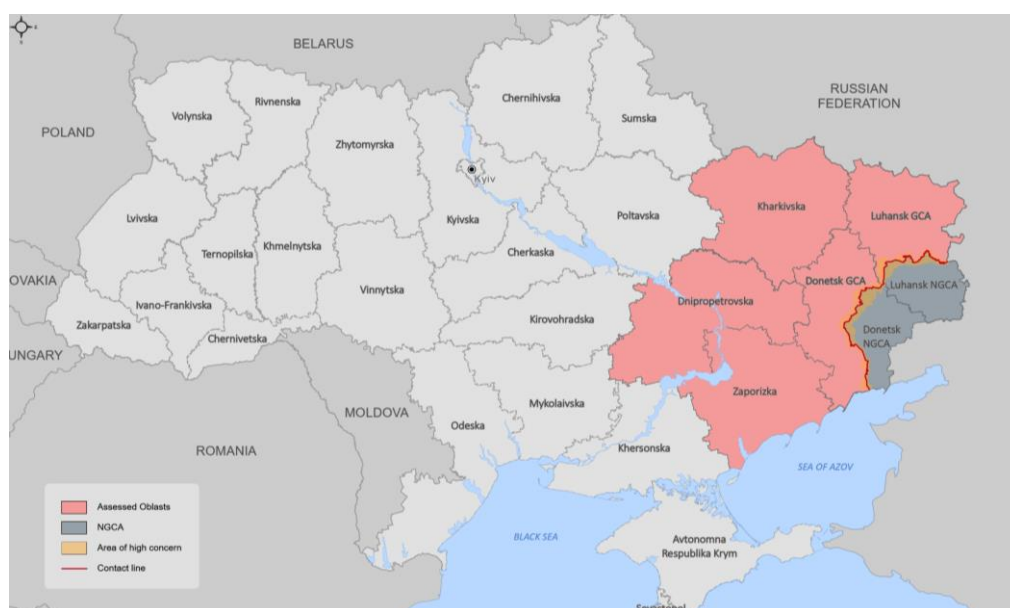 BELARUS
RUSSIAN
FEDERATION
POLAND
OVAKIA
UNGARY
MOLDOVA
ROMANIA
Volynska
Rivnenska
Zhytomyrska
Chernihivska
Sumska
Kyiv
Kyivska
Lvivska
Ternopilska
Khmelnytska
Poltavska
Kharkivska
Luhansk GCA
Cherkaska
Vinnytska
Ivano-Frankivska
Zakarpatska
Chernivetska
Kirovohradska
Dnipropetrovska
Donetsk GCA
Luhansk NGCA
Donetsk
NGCA
Zaporizka
Mykolaivska
Odeska
Khersonska
SEA OF AZOV
BLACK SEA
Avtonomna
Respublika Krym
Assessed Oblasts
NGCA
Area of high concern
Contact line